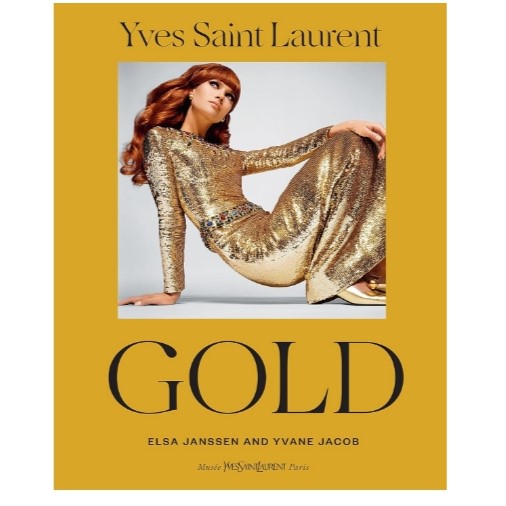 Yves Saint Laurent
GOLD
ELSA JANSSEN AND YVANE JACOB
Musée YVESSAINTLAURENT Paris